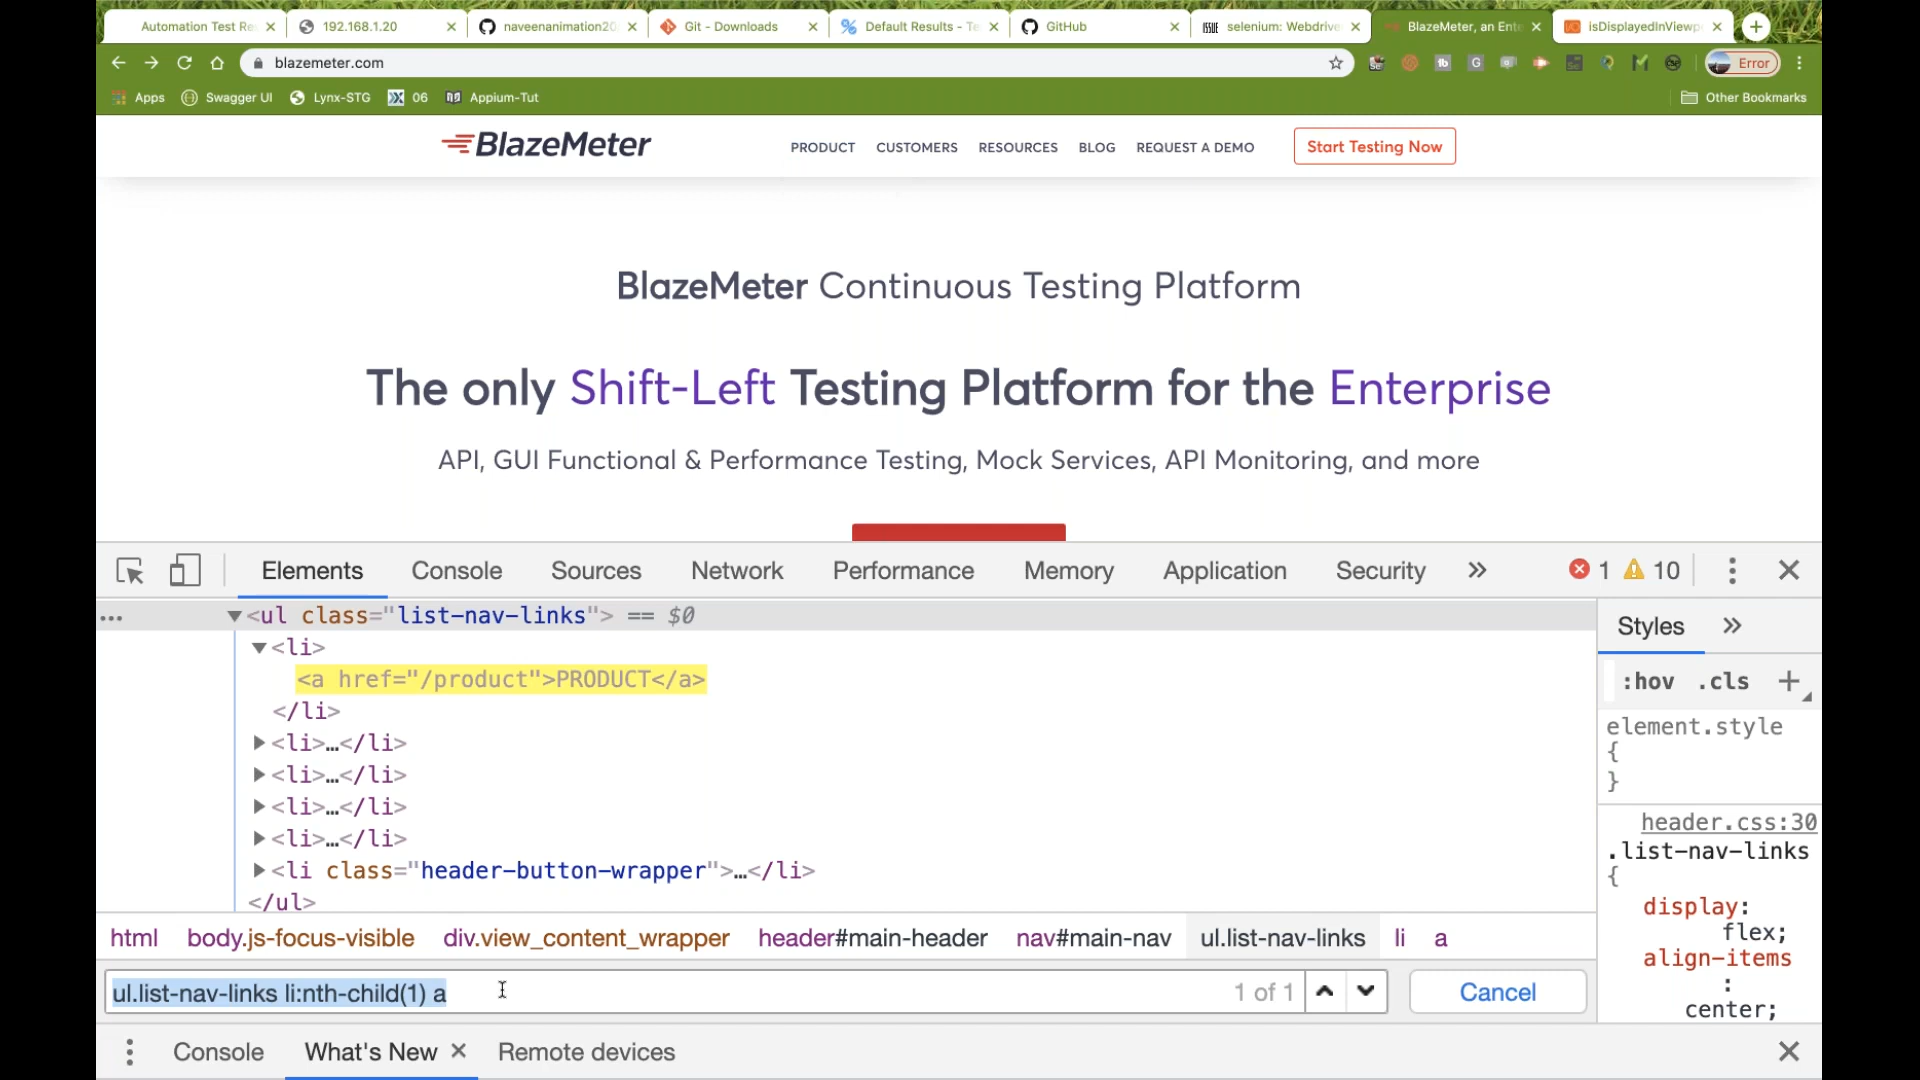 Automation Test Re
192.168.1.20
naveenanimation20
Git - Downloads
Default Results - Te
GitHub
ISSUE
selenium: Webdrive
BlazeMeter, an Ente
isDisplayedInViewp
blazemeter.com
Error
Apps
Swagger UI
Lynx-STG
06
Appium-Tut
Other Bookmarks
BlazeMeter
PRODUCT
CUSTOMERS
RESOURCES
BLOG
REQUEST A DEMO
Start Testing Now
BlazeMeter Continuous Testing Platform
The only Shift-Left Testing Platform for the Enterprise
API, GUI Functional & Performance Testing, Mock Services, API Monitoring, and more
Elements
Console
Sources
Network
Performance
Memory
Application
Security
1
10
<ul class="list-nav-links"> == $0
<li>
<a href="/product">PRODUCT</a>
</li>
<li>…</li>
<li>…</li>
<li>…</li>
<li>…</li>
<li class="header-button-wrapper">…</li>
</ul>
Styles
:hov .cls
element.style
{
}
header.css:30
.list-nav-links
{
display:
flex;
align-items
:
center;
html
body.js-focus-visible
div.view_content_wrapper
header#main-header
nav#main-nav
ul.list-nav-links
li
a
ul.list-nav-links li:nth-child(1) a
1 of 1
Cancel
Console
What's New
Remote devices